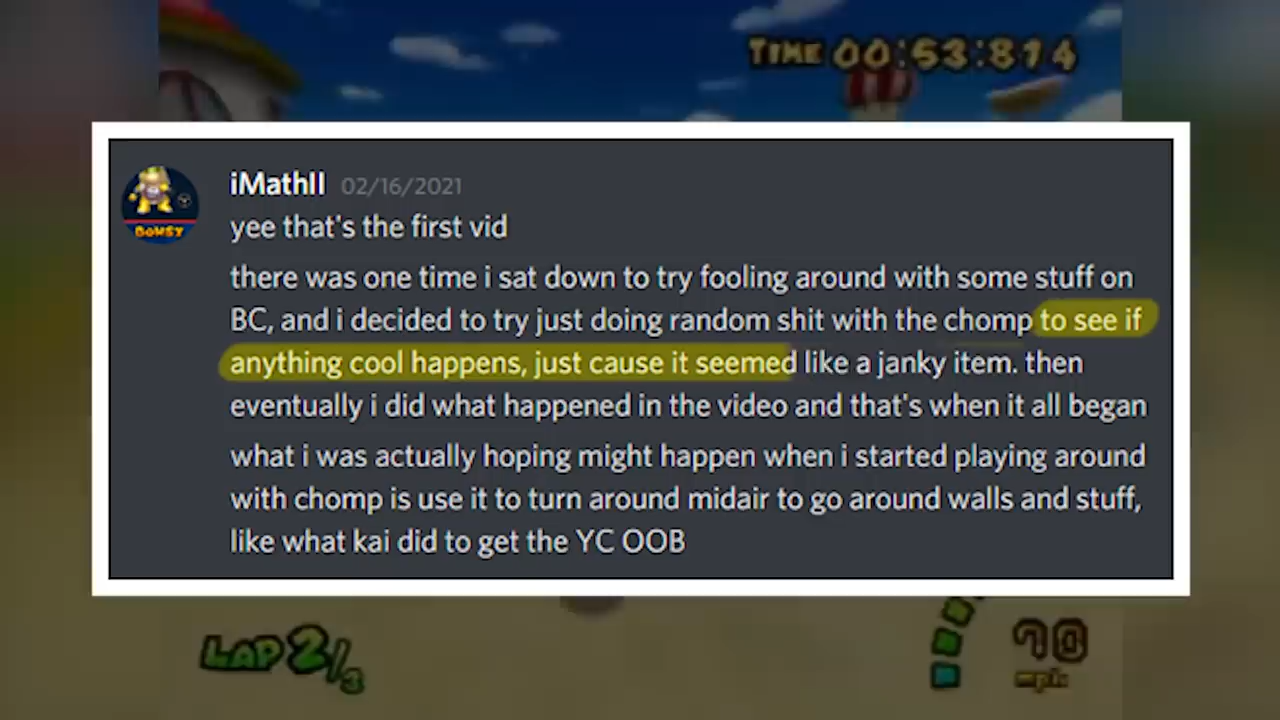 TIME 00:53:814
iMathII 02/16/2021
yee that's the first vid
there was one time i sat down to try fooling around with some stuff on
BC, and i decided to try just doing random shit with the chomp to see if
anything cool happens, just cause it seemed like a janky item. then
eventually i did what happened in the video and that's when it all began
what i was actually hoping might happen when i started playing around
with chomp is use it to turn around midair to go around walls and stuff,
like what kai did to get the YC OOB
BOWSY
LAP 2/3
70
mph